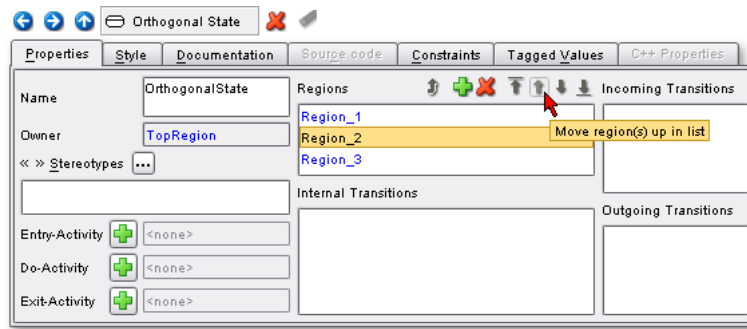 Orthogonal State
Properties Style Documentation Source code Constraints Tagged Values C++ Properties
Name OrthogonalState Regions Incoming Transitions
Region_1
Owner TopRegion Region_2 Move region(s) up in list
« » Stereotypes ... Region_3
Internal Transitions
Outgoing Transitions
Entry-Activity <none>
Do-Activity <none>
Exit-Activity <none>